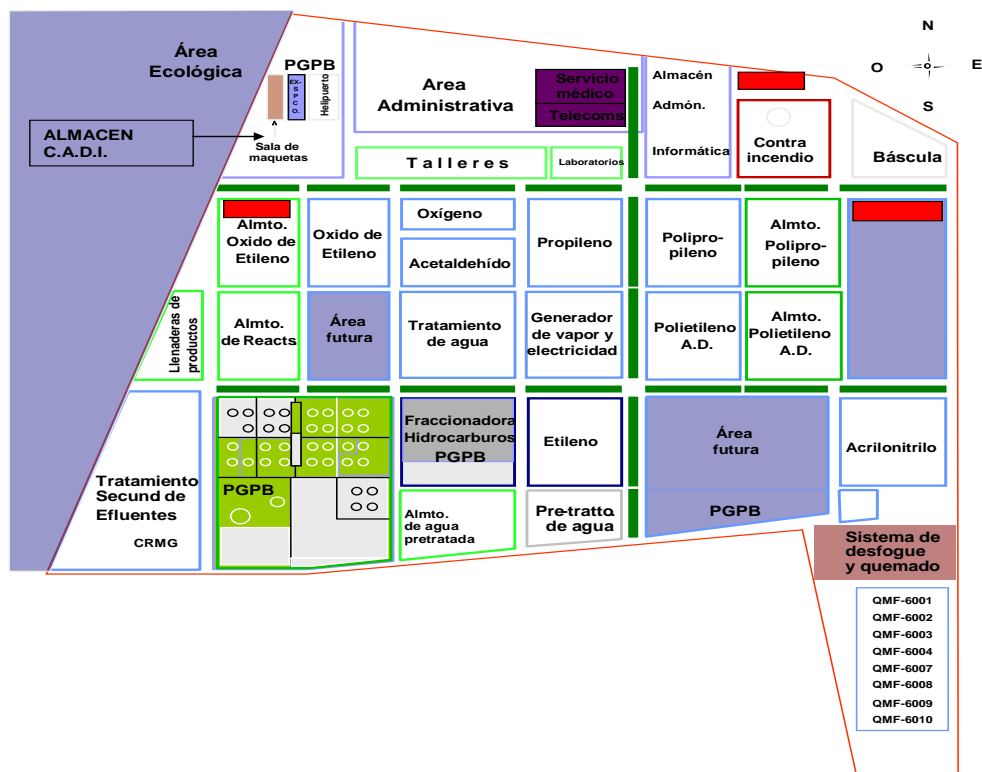 N
O
E
S
Área
Ecológica
PGPB
EX-
S
P
C
O.
Helipuerto
Sala de
maquetas
ALMACEN
C.A.D.I.
Area
Administrativa
Servicio
médico
Telecoms
Almacén
Admón.
Informática
Contra
incendio
Báscula
Talleres
Laboratorios
Almto.
Oxido de
Etileno
Oxido de
Etileno
Oxígeno
Acetaldehído
Propileno
Polipro-
pileno
Almto.
Polipro-
pileno
Llenaderas de
productos
Almto.
de Reacts.
Área
futura
Tratamiento
de agua
Generador
de vapor y
electricidad
Polietileno
A.D.
Almto.
Polietileno
A.D.
Tratamiento
Secund de
Efluentes
CRMG
PGPB
Fraccionadora
Hidrocarburos
PGPB
Etileno
Área
futura
PGPB
Acrilonitrilo
Almto.
de agua
pretratada
Pre-tratto.
de agua
Sistema de
desfogue
y quemado
QMF-6001
QMF-6002
QMF-6003
QMF-6004
QMF-6007
QMF-6008
QMF-6009
QMF-6010